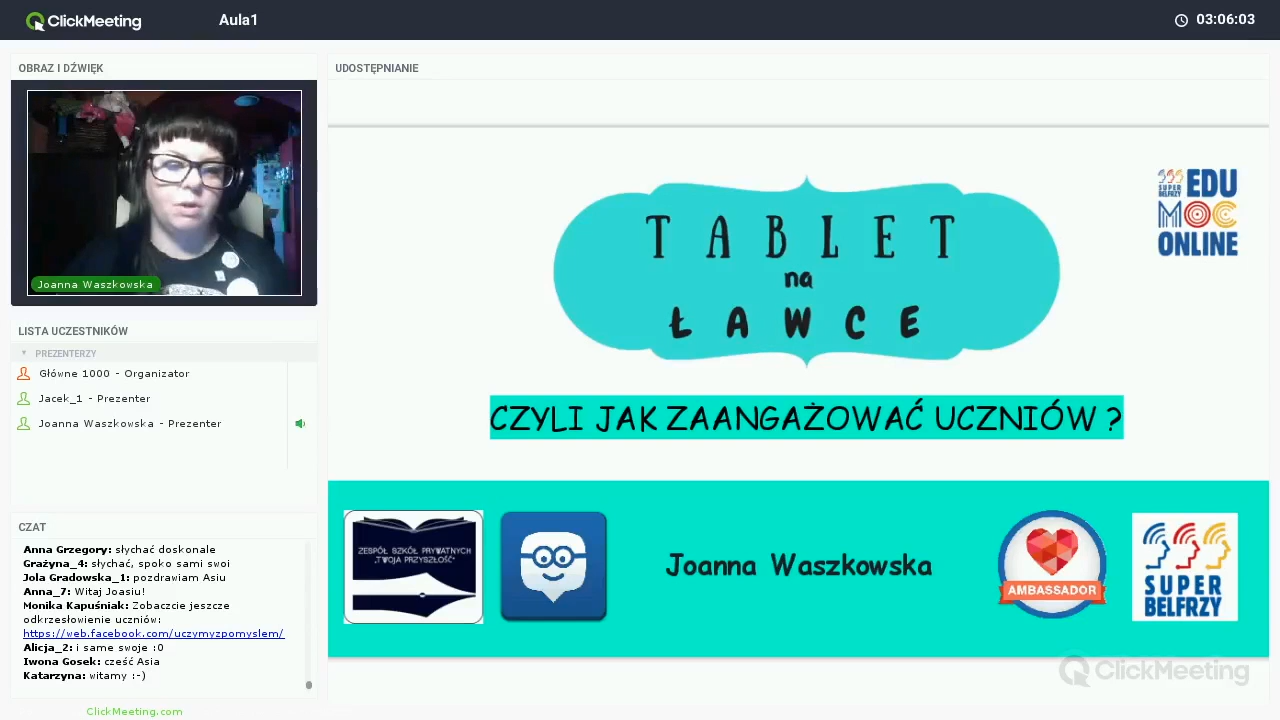 ClickMeeting
Aula1
03:06:03
OBRAZ I DŹWIĘK
Joanna Waszkowska
LISTA UCZESTNIKÓW
PREZENTERZY
Główne 1000 - Organizator
Jacek_1 - Prezenter
Joanna Waszkowska - Prezenter
CZAT
Anna Grzegory: słychać doskonale
Grażyna_4: słychać, spoko sami swoi
Jola Gradowska_1: pozdrawiam Asiu
Anna_7: Witaj Joasiu!
Monika Kapuśniak: Zobaczcie jeszcze
odkrzesłowienie uczniów:
https://web.facebook.com/uczymyzpomyslem/
Alicja_2: i same swoje :0
Iwona Gosek: cześć Asia
Katarzyna: witamy :-)
ClickMeeting.com
UDOSTĘPNIANIE
TABLET
na
ŁAWCE
SUPER
BELFRZY
EDU
MOC
ONLINE
CZYLI JAK ZAANGAŻOWAĆ UCZNIÓW ?
ZESPÓŁ SZKÓŁ PRYWATNYCH
"TWOJA PRZYSZŁOŚĆ"
Joanna Waszkowska
AMBASSADOR
SUPER
BELFRZY
ClickMeeting